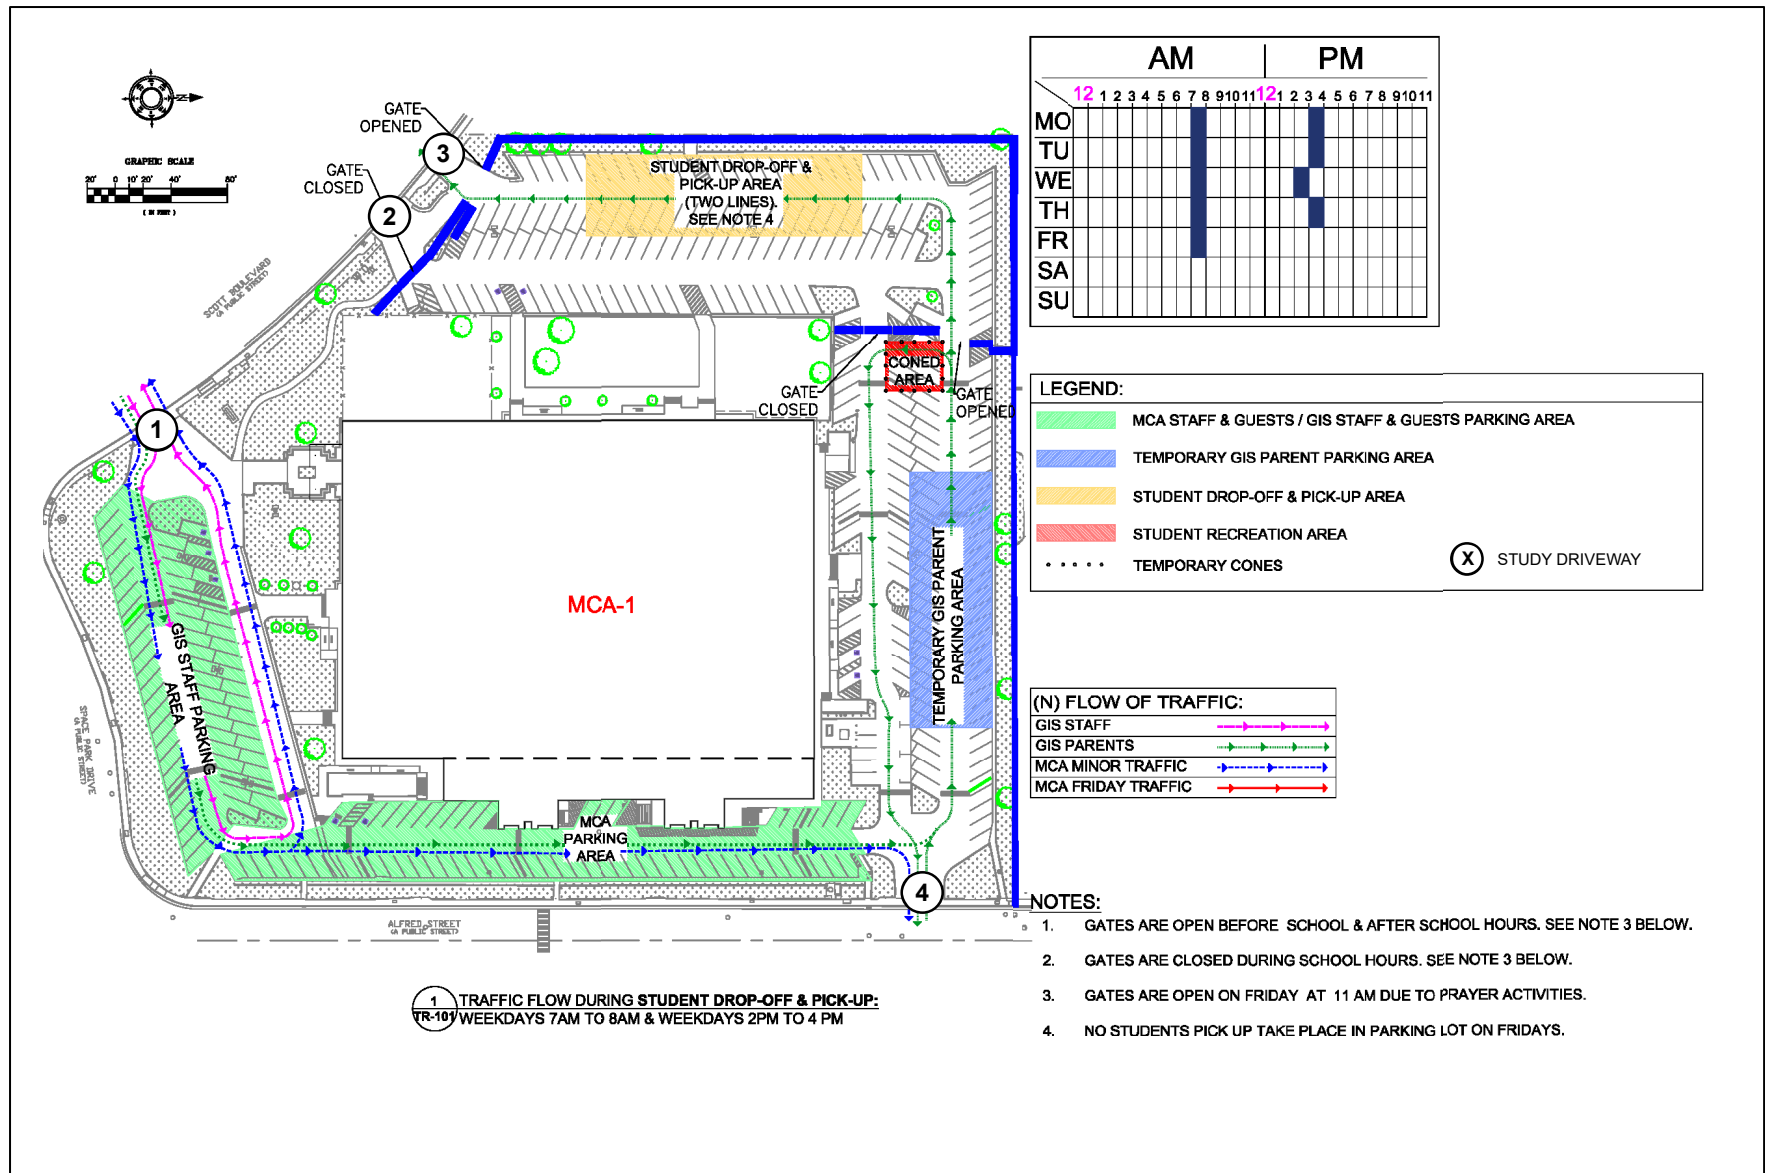 GATE
OPENED
3
GATE
CLOSED
2
GRAPHIC SCALE
20' 0 10' 20' 40' 80'
( IN FEET )
SCOTT BOULEVARD
(A PUBLIC STREET)
STUDENT DROP-OFF &
PICK-UP AREA
(TWO LINES).
SEE NOTE 4
AM PM
12 1 2 3 4 5 6 7 8 9 10 11 12 1 2 3 4 5 6 7 8 9 10 11
MO
TU
WE
TH
FR
SA
SU
CONED
AREA
GATE
CLOSED
GATE
OPENED
1
LEGEND:
MCA STAFF & GUESTS / GIS STAFF & GUESTS PARKING AREA
TEMPORARY GIS PARENT PARKING AREA
STUDENT DROP-OFF & PICK-UP AREA
STUDENT RECREATION AREA
TEMPORARY CONES
X STUDY DRIVEWAY
MCA-1
TEMPORARY GIS PARENT
PARKING AREA
GIS STAFF PARKING
AREA
SPACE PARK DRIVE
(A PUBLIC STREET)
(N) FLOW OF TRAFFIC:
GIS STAFF
GIS PARENTS
MCA MINOR TRAFFIC
MCA FRIDAY TRAFFIC
MCA
PARKING
AREA
4
ALFRED STREET
(A PUBLIC STREET)
NOTES:
1. GATES ARE OPEN BEFORE SCHOOL & AFTER SCHOOL HOURS. SEE NOTE 3 BELOW.
2. GATES ARE CLOSED DURING SCHOOL HOURS. SEE NOTE 3 BELOW.
3. GATES ARE OPEN ON FRIDAY AT 11 AM DUE TO PRAYER ACTIVITIES.
4. NO STUDENTS PICK UP TAKE PLACE IN PARKING LOT ON FRIDAYS.
1
TR-101
TRAFFIC FLOW DURING STUDENT DROP-OFF & PICK-UP:
WEEKDAYS 7AM TO 8AM & WEEKDAYS 2PM TO 4 PM